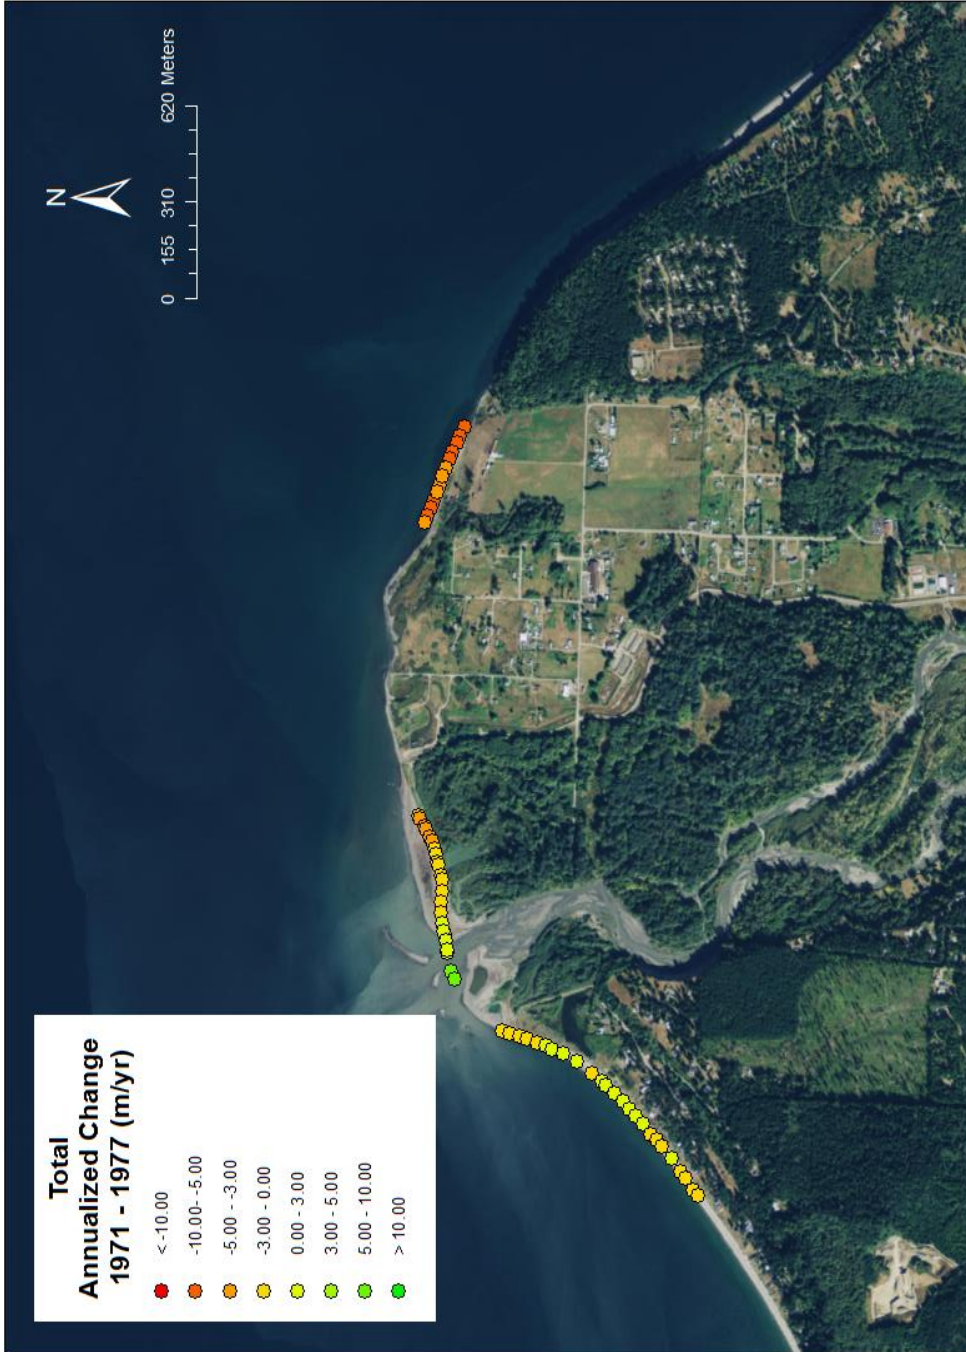 Total
Annualized Change
1971 - 1977 (m/yr)
< -10.00
-10.00- -5.00
-5.00 - -3.00
-3.00 - 0.00
0.00 - 3.00
3.00 - 5.00
5.00 - 10.00
> 10.00
N
0 155 310 620 Meters